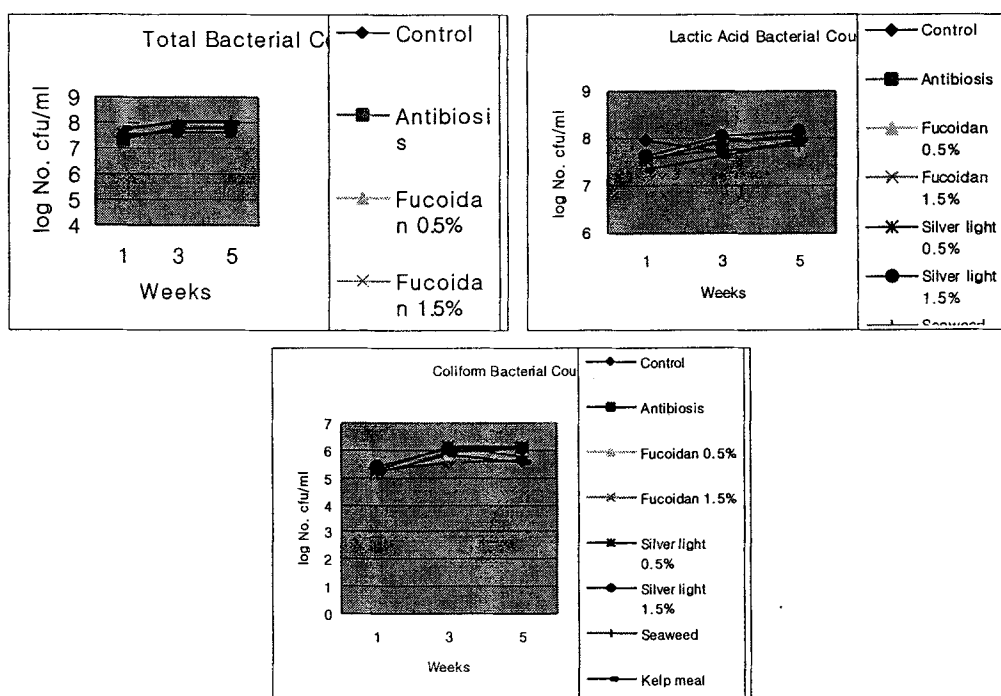 Total Bacterial Co
Control
Antibiosi
s
Fucoida
n 0.5%
Fucoida
n 1.5%
log No. cfu/ml
9
8
7
6
5
4
1 3 5
Weeks
Lactic Acid Bacterial Cou
Control
Antibiosis
Fucoidan
0.5%
Fucoidan
1.5%
Silver light
0.5%
Silver light
1.5%
Seaweed
log No. cfu/ml
9
8
7
6
1 3 5
Weeks
Coliform Bacterial Cou
Control
Antibiosis
Fucoidan 0.5%
Fucoidan 1.5%
Silver light
0.5%
Silver light
1.5%
Seaweed
Kelp meal
log No. cfu/ml
7
6
5
4
3
2
1
0
1 3 5
Weeks